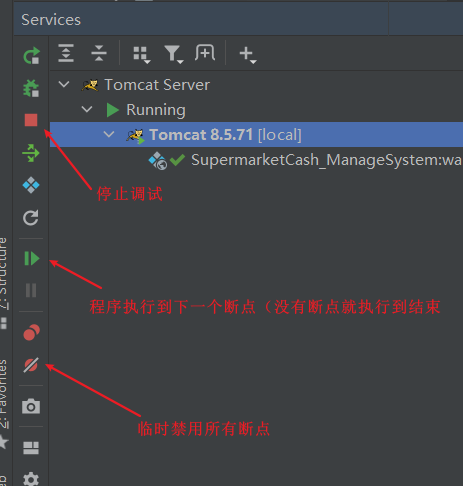 Services
Tomcat Server
Running
Tomcat 8.5.71 [local]
SupermarketCash_ManageSystem:wa
停止调试
程序执行到下一个断点（没有断点就执行到结束
临时禁用所有断点
7: Structure
2: Favorites